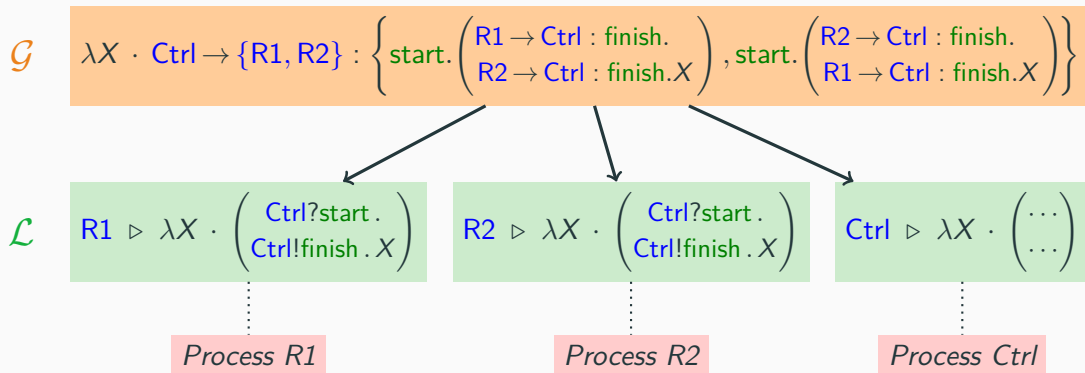 𝒢 λX · Ctrl → {R1, R2} : { start. ( R1 → Ctrl : finish. R2 → Ctrl : finish.X ) , start. ( R2 → Ctrl : finish. R1 → Ctrl : finish.X ) }
ℒ R1 ▷ λX · ( Ctrl?start . Ctrl!finish . X )
R2 ▷ λX · ( Ctrl?start . Ctrl!finish . X )
Ctrl ▷ λX · ( ··· ··· )
Process R1
Process R2
Process Ctrl